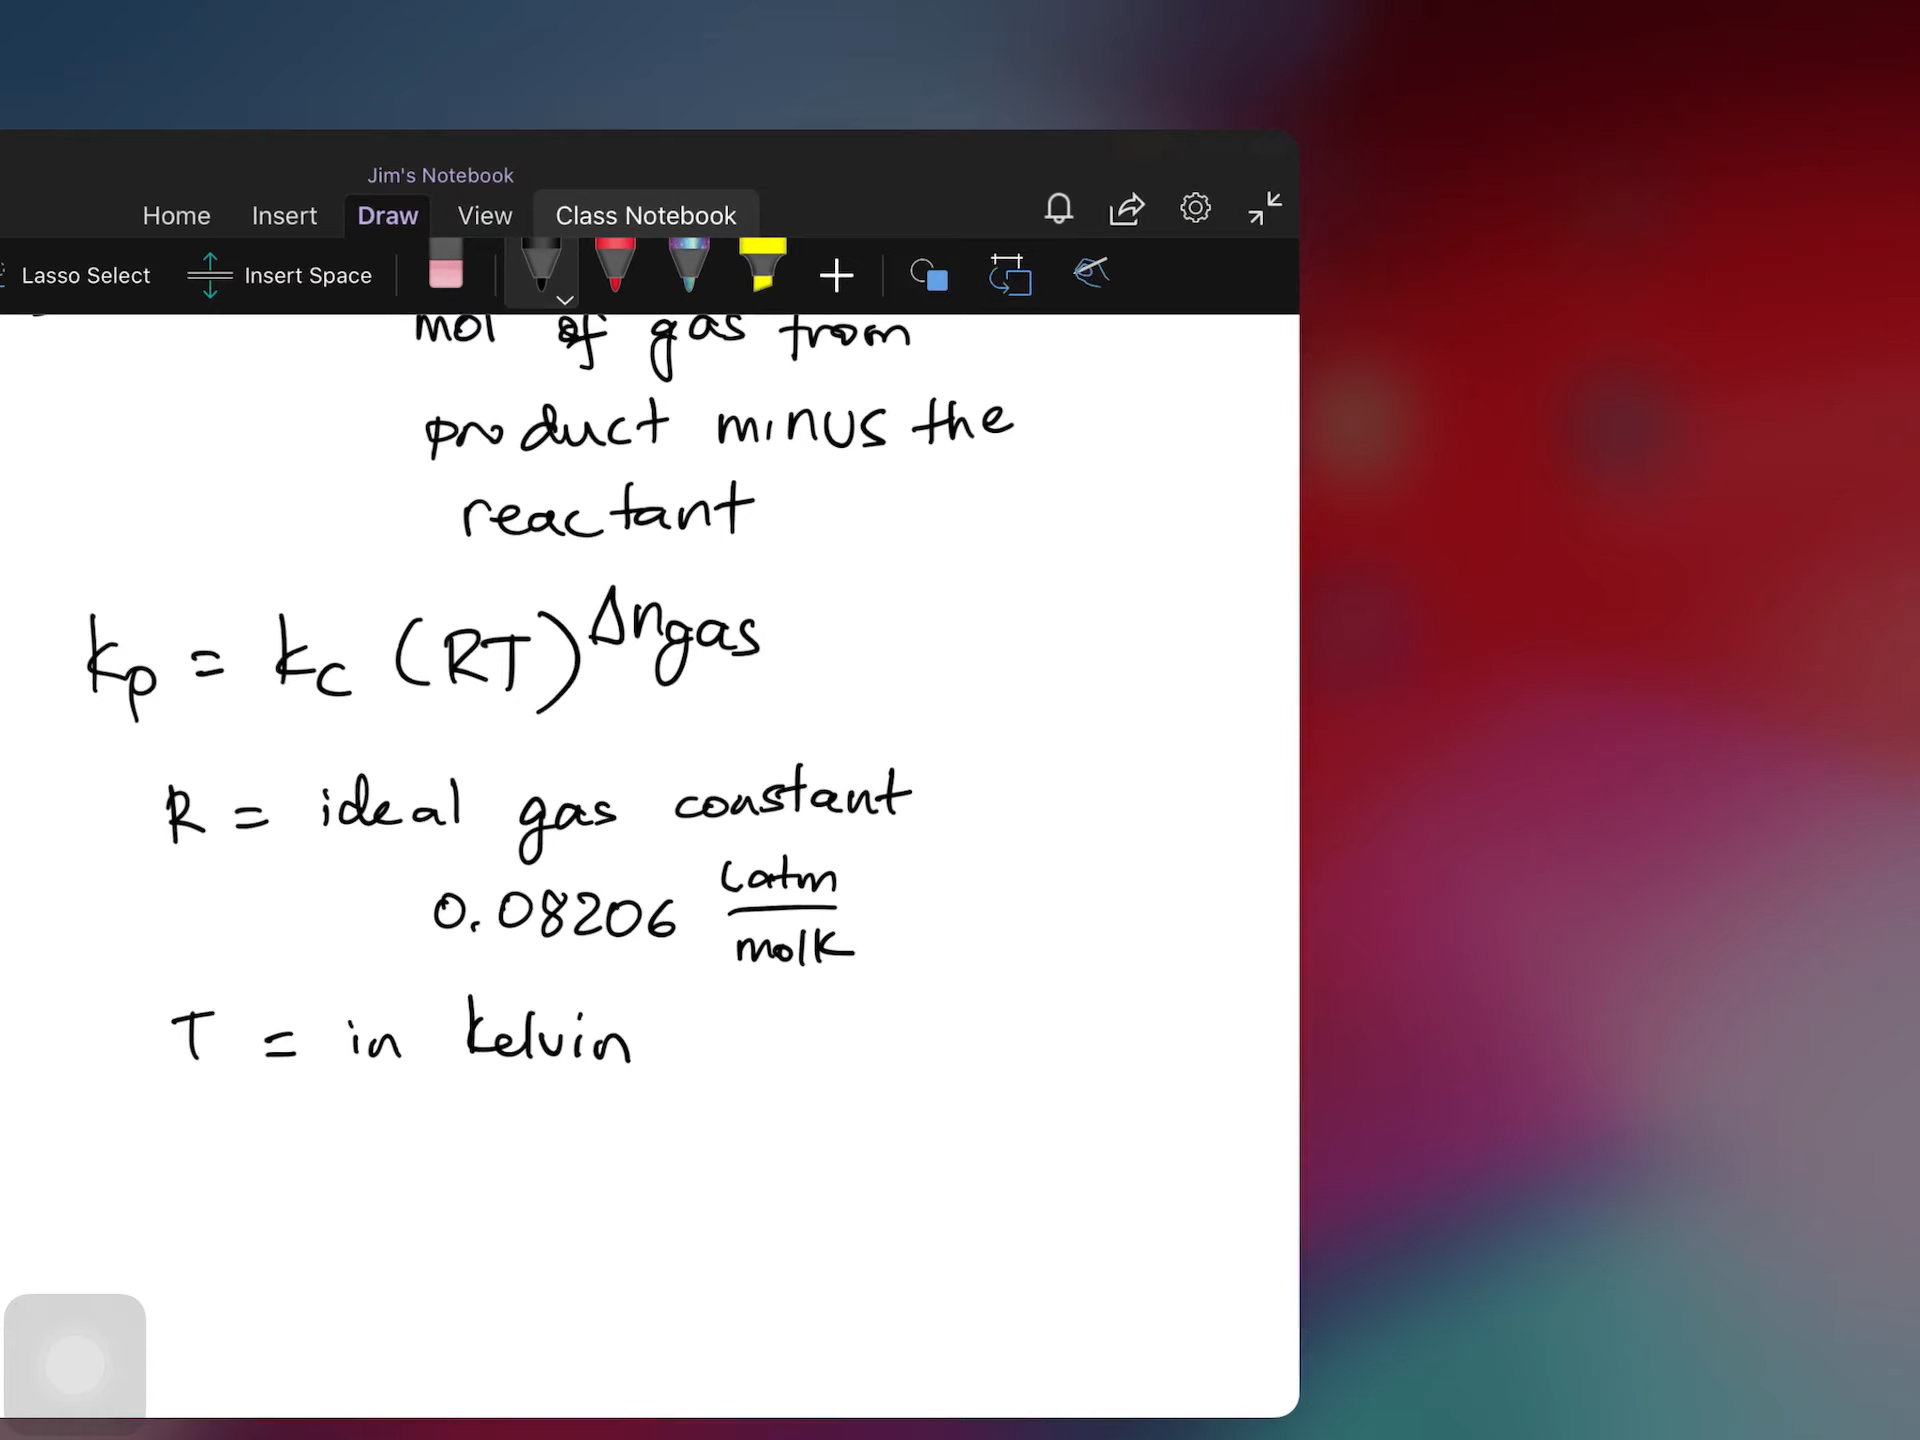 Jim's Notebook
Home Insert Draw View Class Notebook
Lasso Select Insert Space
mol of gas from
product minus the
reactant
kp = kc (RT)^Δngas
R = ideal gas constant
0.08206 Latm/molK
T = in kelvin